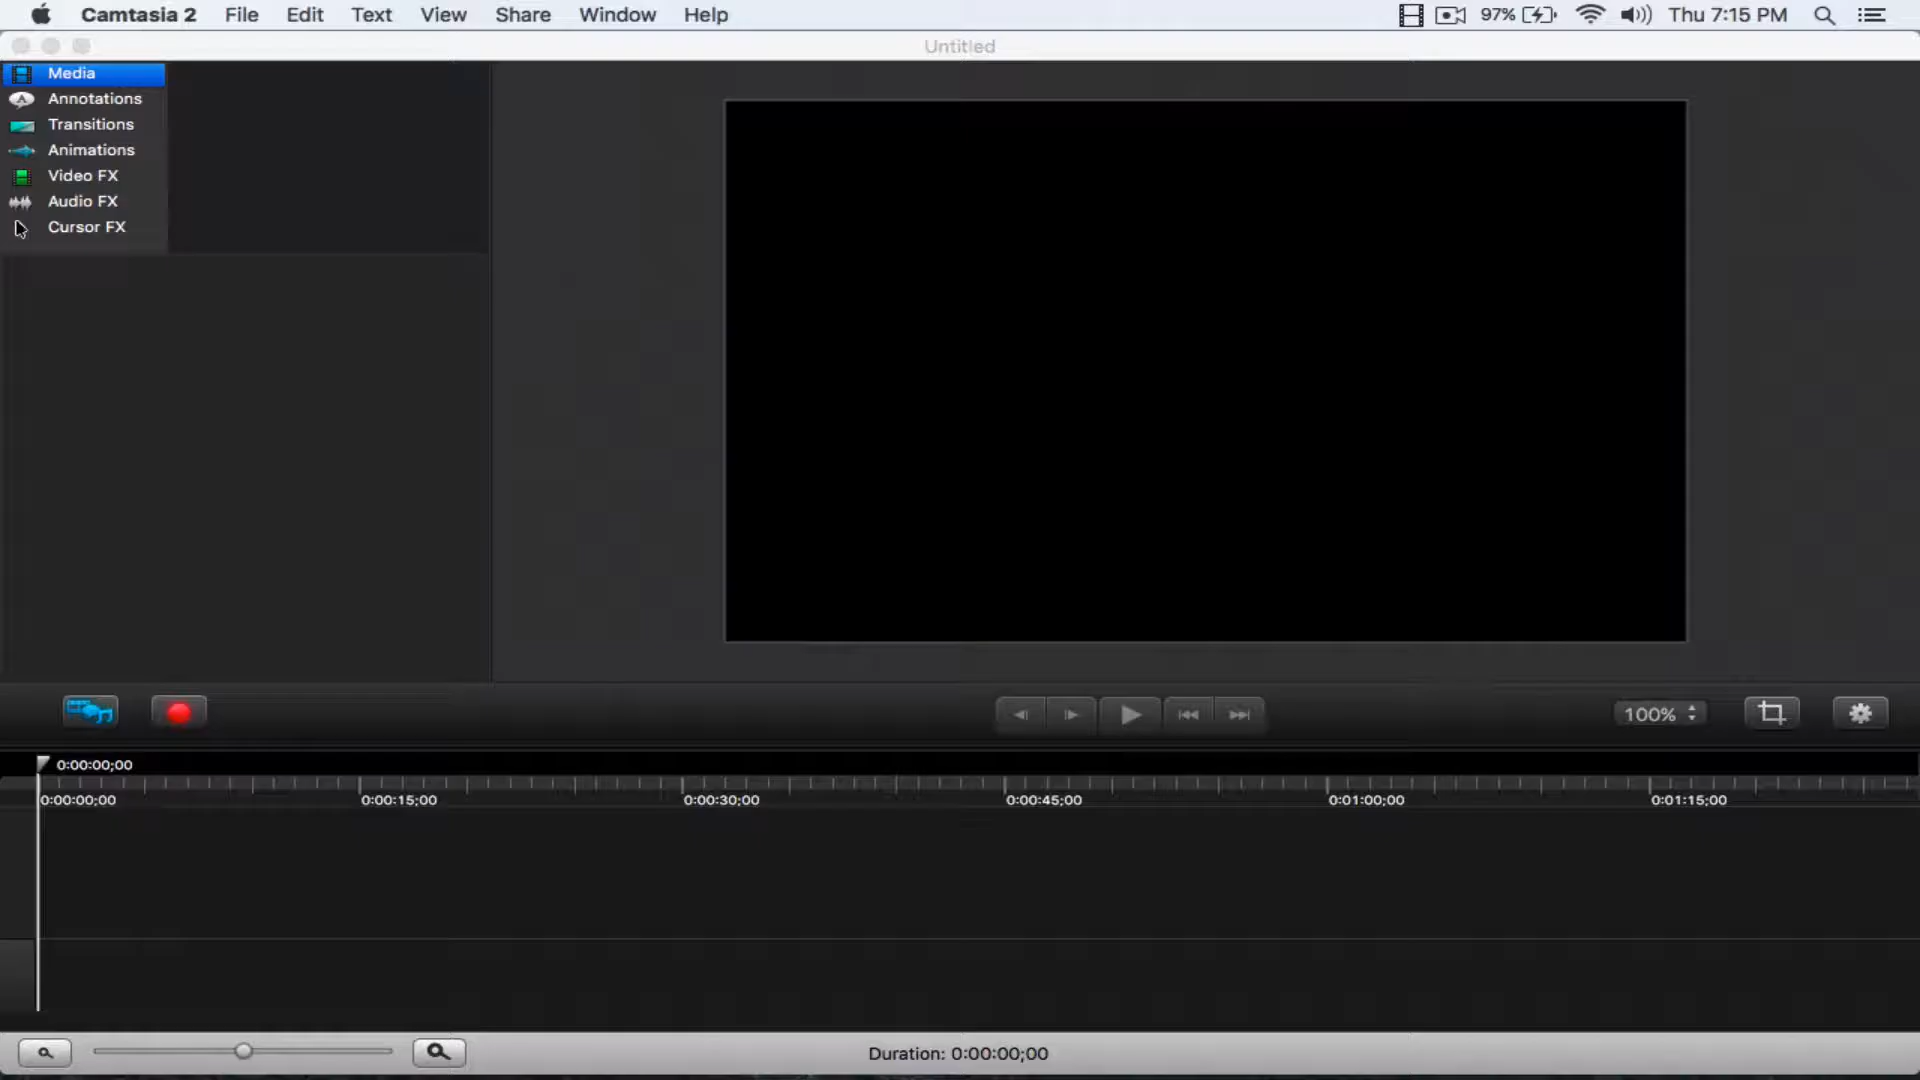 Camtasia 2 File Edit Text View Share Window Help 97% Thu 7:15 PM
Untitled
Media
Annotations
Transitions
Animations
Video FX
Audio FX
Cursor FX
100%
0:00:00;00
0:00:00;00 0:00:15;00 0:00:30;00 0:00:45;00 0:01:00;00 0:01:15;00
Duration: 0:00:00;00